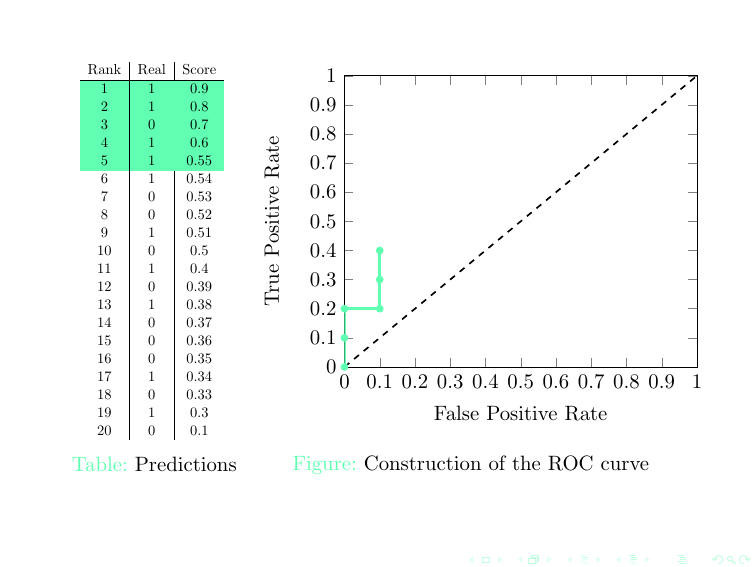 Rank Real Score
1 1 0.9
2 1 0.8
3 0 0.7
4 1 0.6
5 1 0.55
6 1 0.54
7 0 0.53
8 0 0.52
9 1 0.51
10 0 0.5
11 1 0.4
12 0 0.39
13 1 0.38
14 0 0.37
15 0 0.36
16 0 0.35
17 1 0.34
18 0 0.33
19 1 0.3
20 0 0.1
Table: Predictions
True Positive Rate
1
0.9
0.8
0.7
0.6
0.5
0.4
0.3
0.2
0.1
0
0 0.1 0.2 0.3 0.4 0.5 0.6 0.7 0.8 0.9 1
False Positive Rate
Figure: Construction of the ROC curve